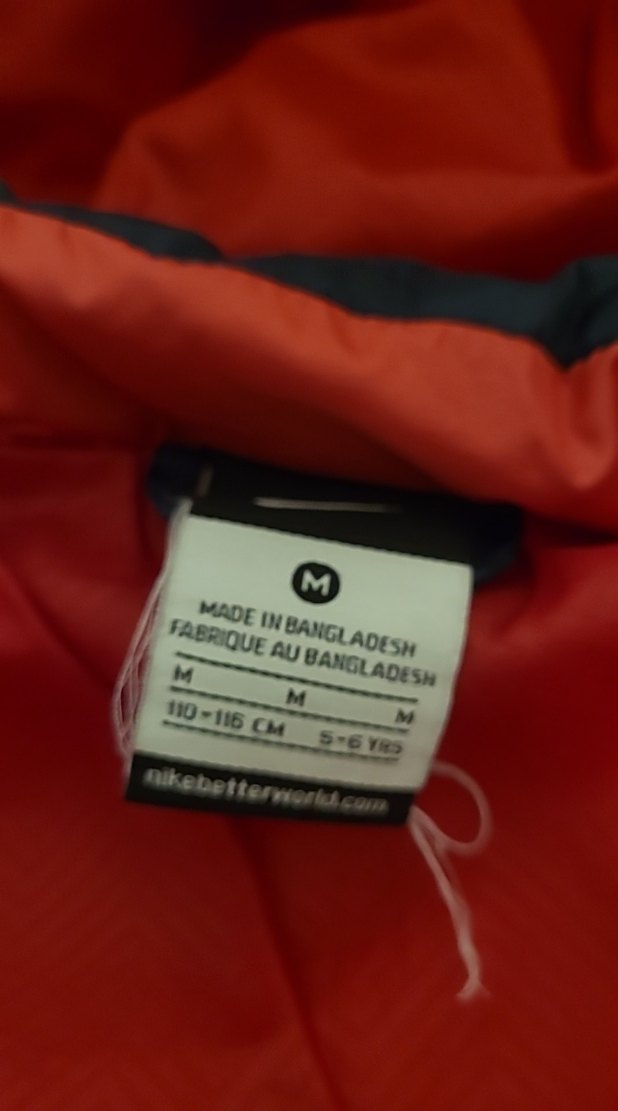 M
MADE IN BANGLADESH
FABRIQUE AU BANGLADESH
M M M
110-116 CM 5-6 YRS
nikebetterworld.com